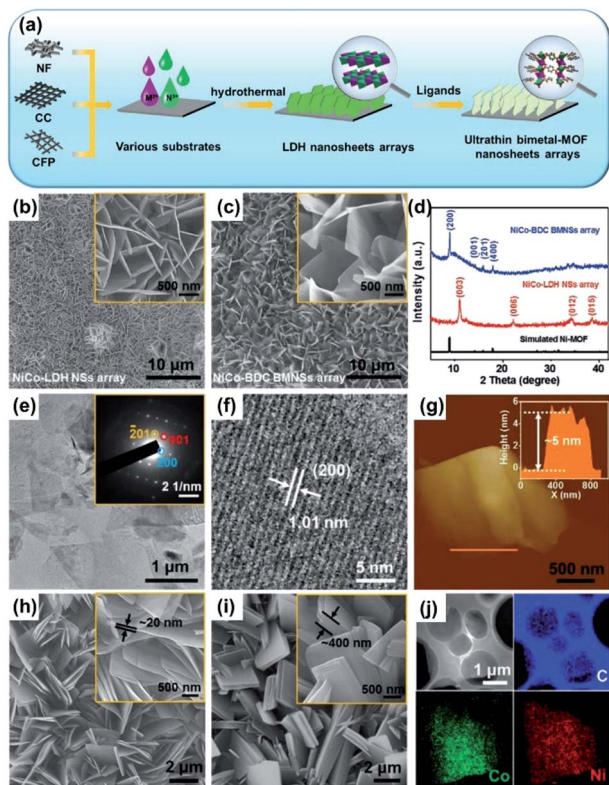 (a)
NF
CC
CFP
M²⁺ N³⁺
Various substrates
hydrothermal
LDH nanosheets arrays
Ligands
Ultrathin bimetal-MOF
nanosheets arrays
(b)
500 nm
10 µm
NiCo-LDH NSs array
(c)
500 nm
10 µm
NiCo-BDC BMNSs array
(d)
Intensity (a.u.)
(200)
(001)
(201)
(400)
NiCo-BDC BMNSs array
(003)
NiCo-LDH NSs array
(006)
(012)
(015)
Simulated Ni-MOF
10 20 30 40
2 Theta (degree)
(e)
2̅01
001
200
2 1/nm
1 µm
(f)
(200)
1.01 nm
5 nm
(g)
Height (nm)
6
4
2
0
~5 nm
0 400 800
X (nm)
500 nm
(h)
~20 nm
500 nm
2 µm
(i)
~400 nm
500 nm
2 µm
(j)
1 µm
C
Co
Ni